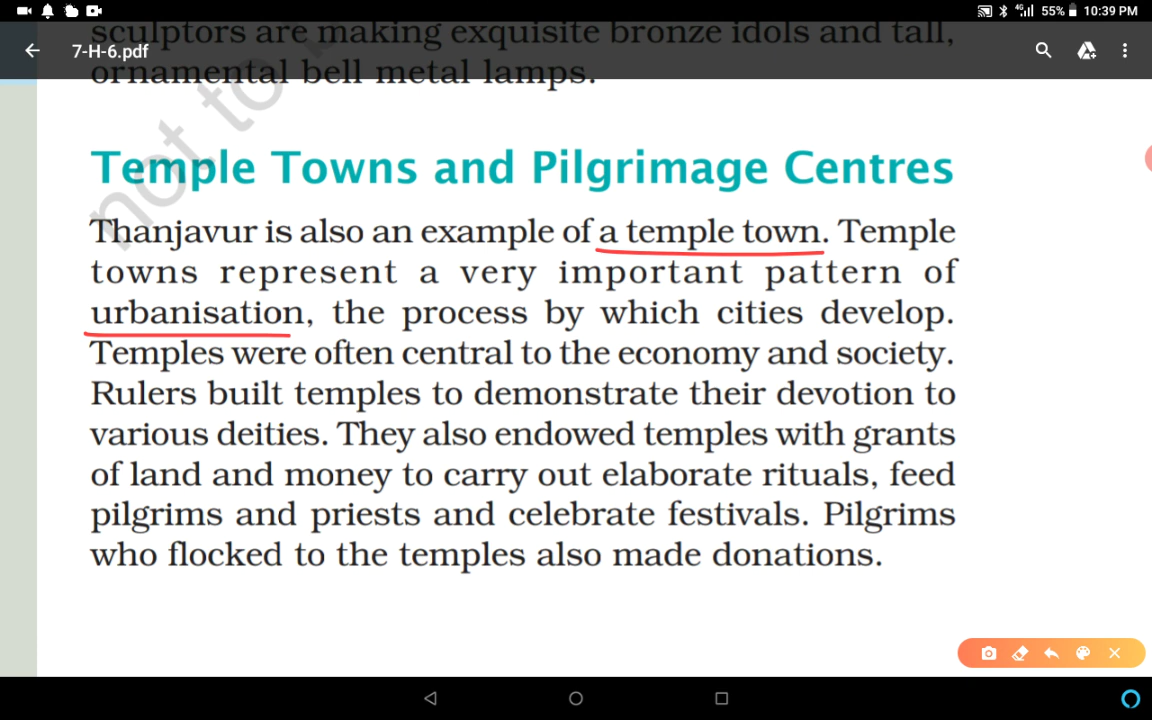 55% 10:39 PM
sculptors are making exquisite bronze idols and tall,
7-H-6.pdf
ornamental bell metal lamps.
not to b
Temple Towns and Pilgrimage Centres
Thanjavur is also an example of a temple town. Temple
towns represent a very important pattern of
urbanisation, the process by which cities develop.
Temples were often central to the economy and society.
Rulers built temples to demonstrate their devotion to
various deities. They also endowed temples with grants
of land and money to carry out elaborate rituals, feed
pilgrims and priests and celebrate festivals. Pilgrims
who flocked to the temples also made donations.